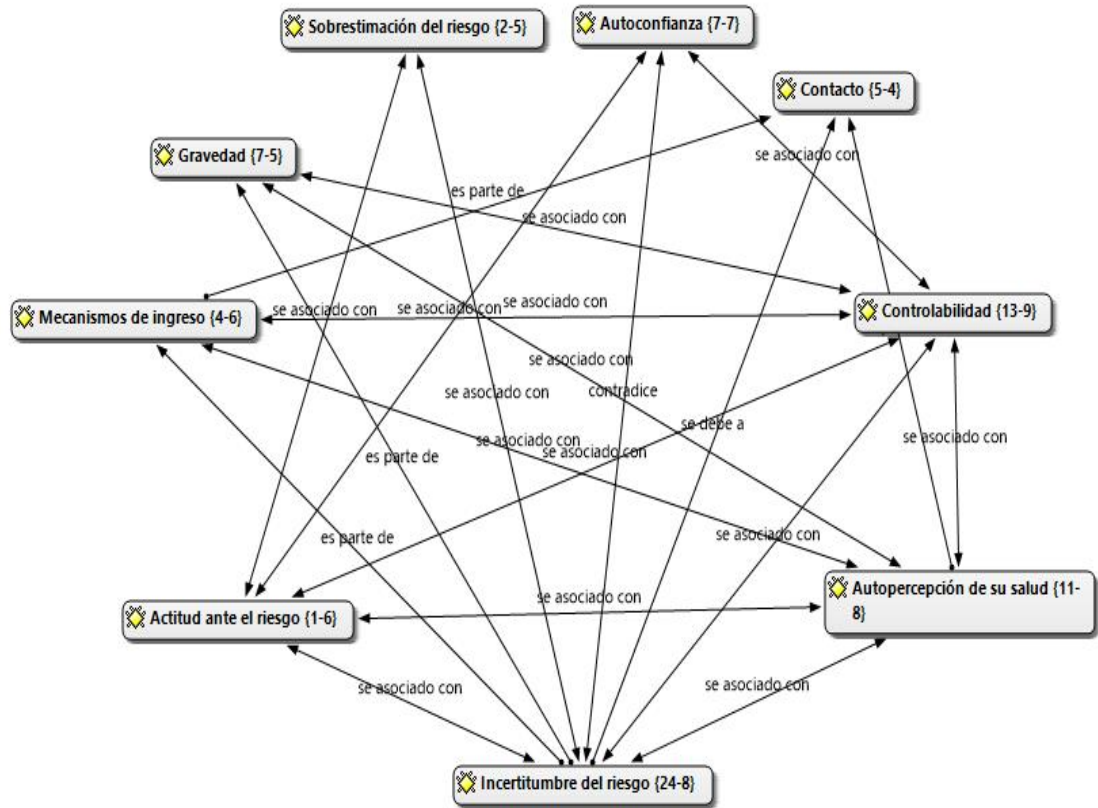 Sobrestimación del riesgo {2-5}
Autoconfianza {7-7}
Contacto {5-4}
se asociado con
Gravedad {7-5}
es parte de
se asociado con
Mecanismos de ingreso {4-6}
se asociado con
se asociado con
se asociado con
Controlabilidad {13-9}
se asociado con
se asociado con
contradice
se debe a
se asociado con
se asociado con
se asociado con
es parte de
se asociado con
es parte de
Autopercepción de su salud {11-
8}
se asociado con
Actitud ante el riesgo {1-6}
se asociado con
se asociado con
Incertitumbre del riesgo {24-8}